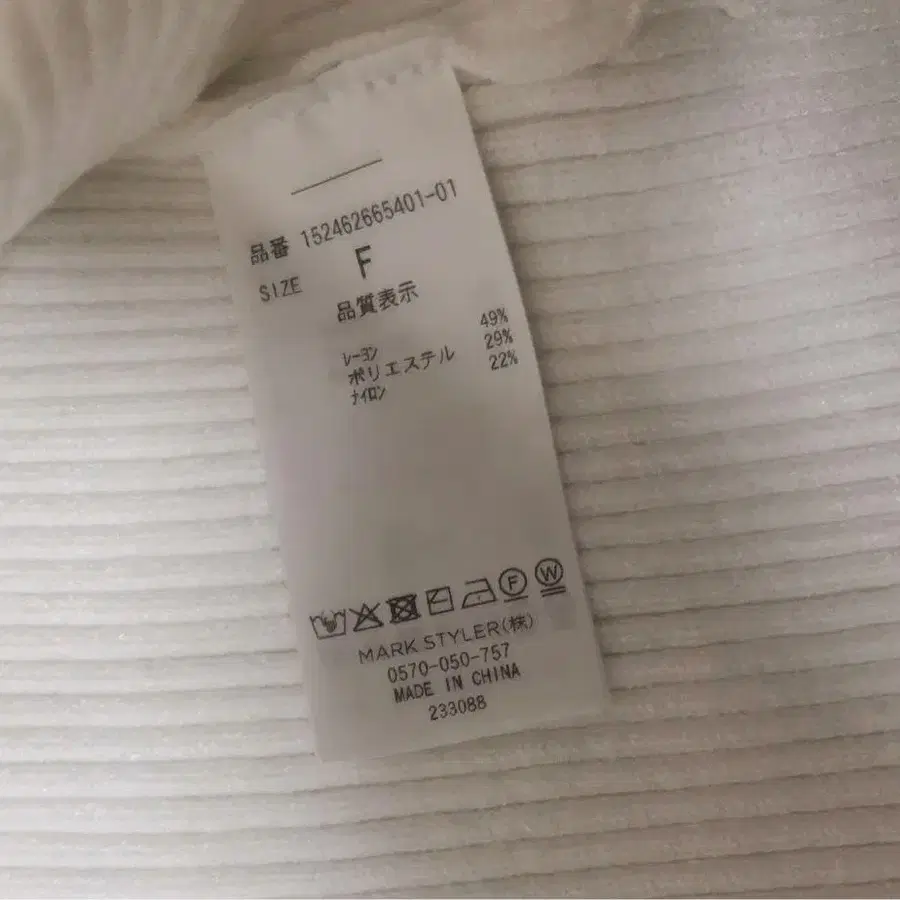 品番 152462665401-01
SIZE F
品質表示
レーヨン 49%
ポリエステル 29%
ナイロン 22%
F W
MARK STYLER(株)
0570-050-757
MADE IN CHINA
233088